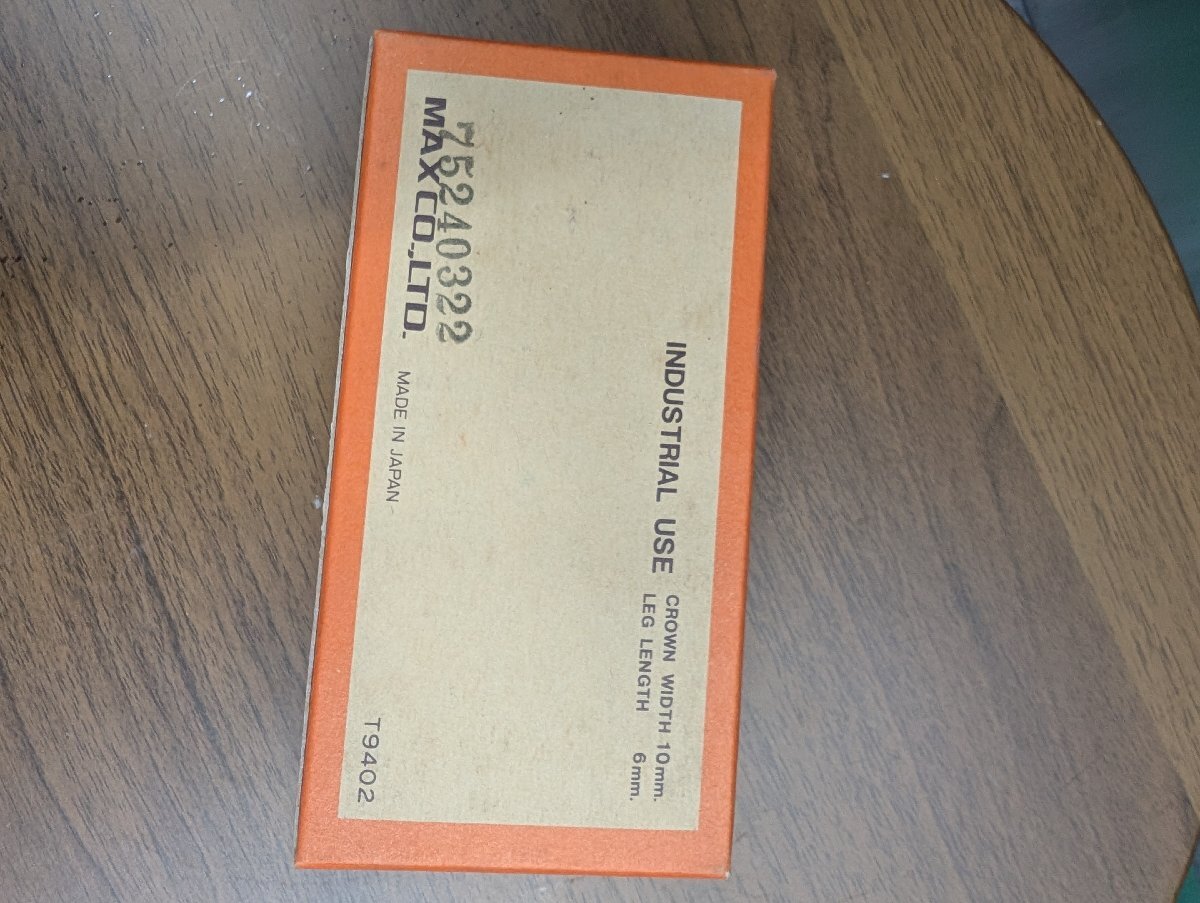 INDUSTRIAL USE
CROWN WIDTH 10mm.
LEG LENGTH 6mm.
75240322
MAX CO.,LTD. MADE IN JAPAN
T9402